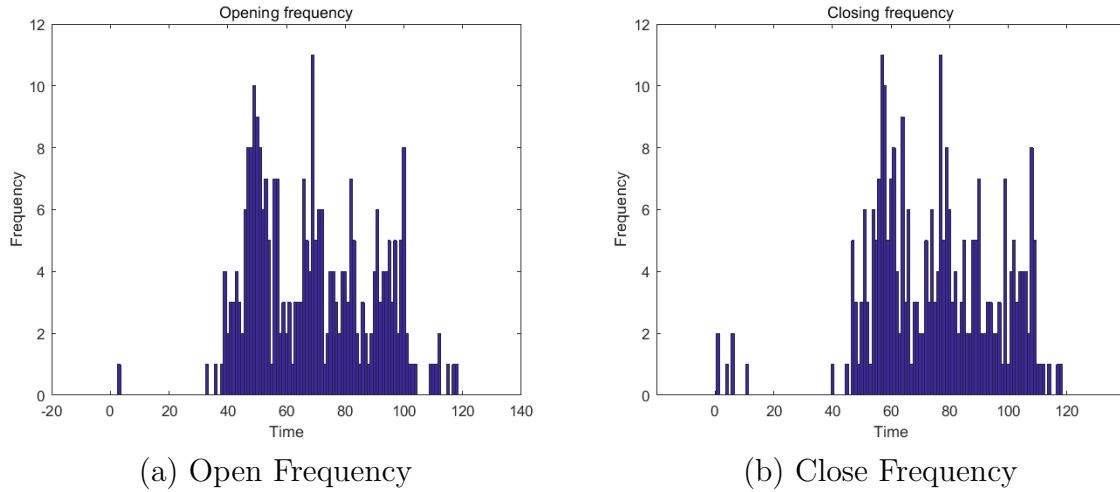 Opening frequency
12
10
8
6
4
2
0
-20 0 20 40 60 80 100 120 140
Frequency
Time
(a) Open Frequency
Closing frequency
12
10
8
6
4
2
0
0 20 40 60 80 100 120
Frequency
Time
(b) Close Frequency